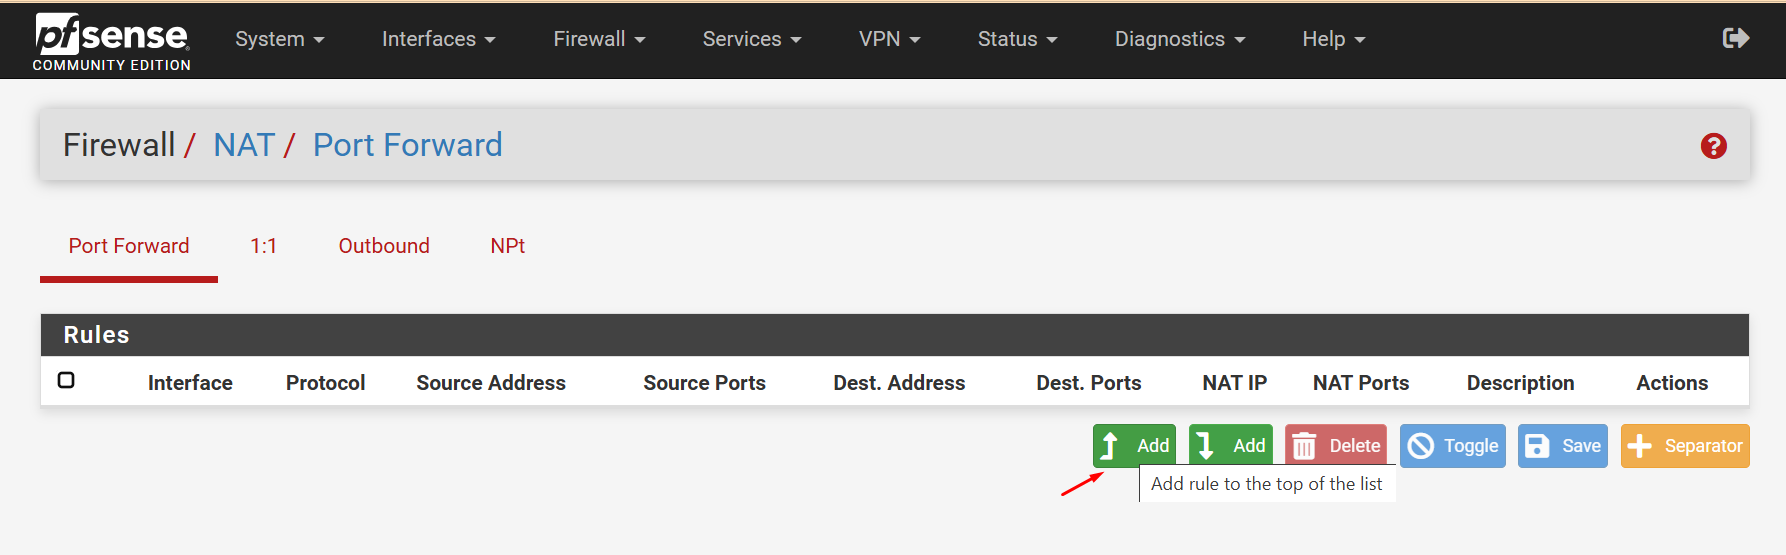 pfsense System Interfaces Firewall Services VPN Status Diagnostics Help
COMMUNITY EDITION
Firewall / NAT / Port Forward
Port Forward 1:1 Outbound NPt
Rules
Interface Protocol Source Address Source Ports Dest. Address Dest. Ports NAT IP NAT Ports Description Actions
Add Add Delete Toggle Save Separator
Add rule to the top of the list